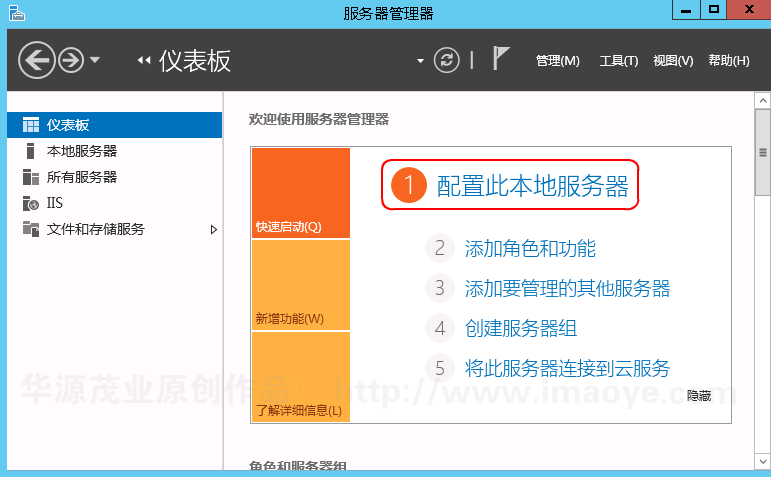 服务器管理器
仪表板
管理(M) 工具(T) 视图(V) 帮助(H)
仪表板
本地服务器
所有服务器
IIS
文件和存储服务
欢迎使用服务器管理器
快速启动(Q)
新增功能(W)
了解详细信息(L)
1 配置此本地服务器
2 添加角色和功能
3 添加要管理的其他服务器
4 创建服务器组
5 将此服务器连接到云服务
隐藏
华源茂业原创作品| http://www.imaoye.com
角色和服务器组